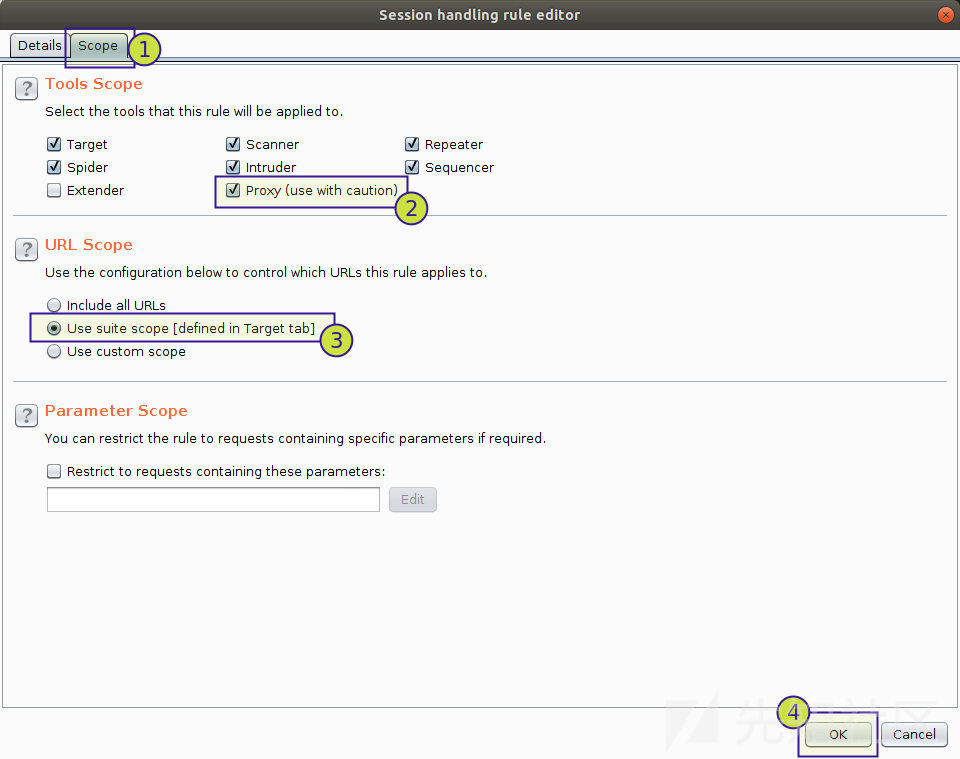 Session handling rule editor
Details Scope 1
? Tools Scope
Select the tools that this rule will be applied to.
Target Scanner Repeater
Spider Intruder Sequencer
Extender Proxy (use with caution)
2
? URL Scope
Use the configuration below to control which URLs this rule applies to.
Include all URLs
Use suite scope [defined in Target tab]
3
Use custom scope
? Parameter Scope
You can restrict the rule to requests containing specific parameters if required.
Restrict to requests containing these parameters:
Edit
4
OK Cancel
先知社区